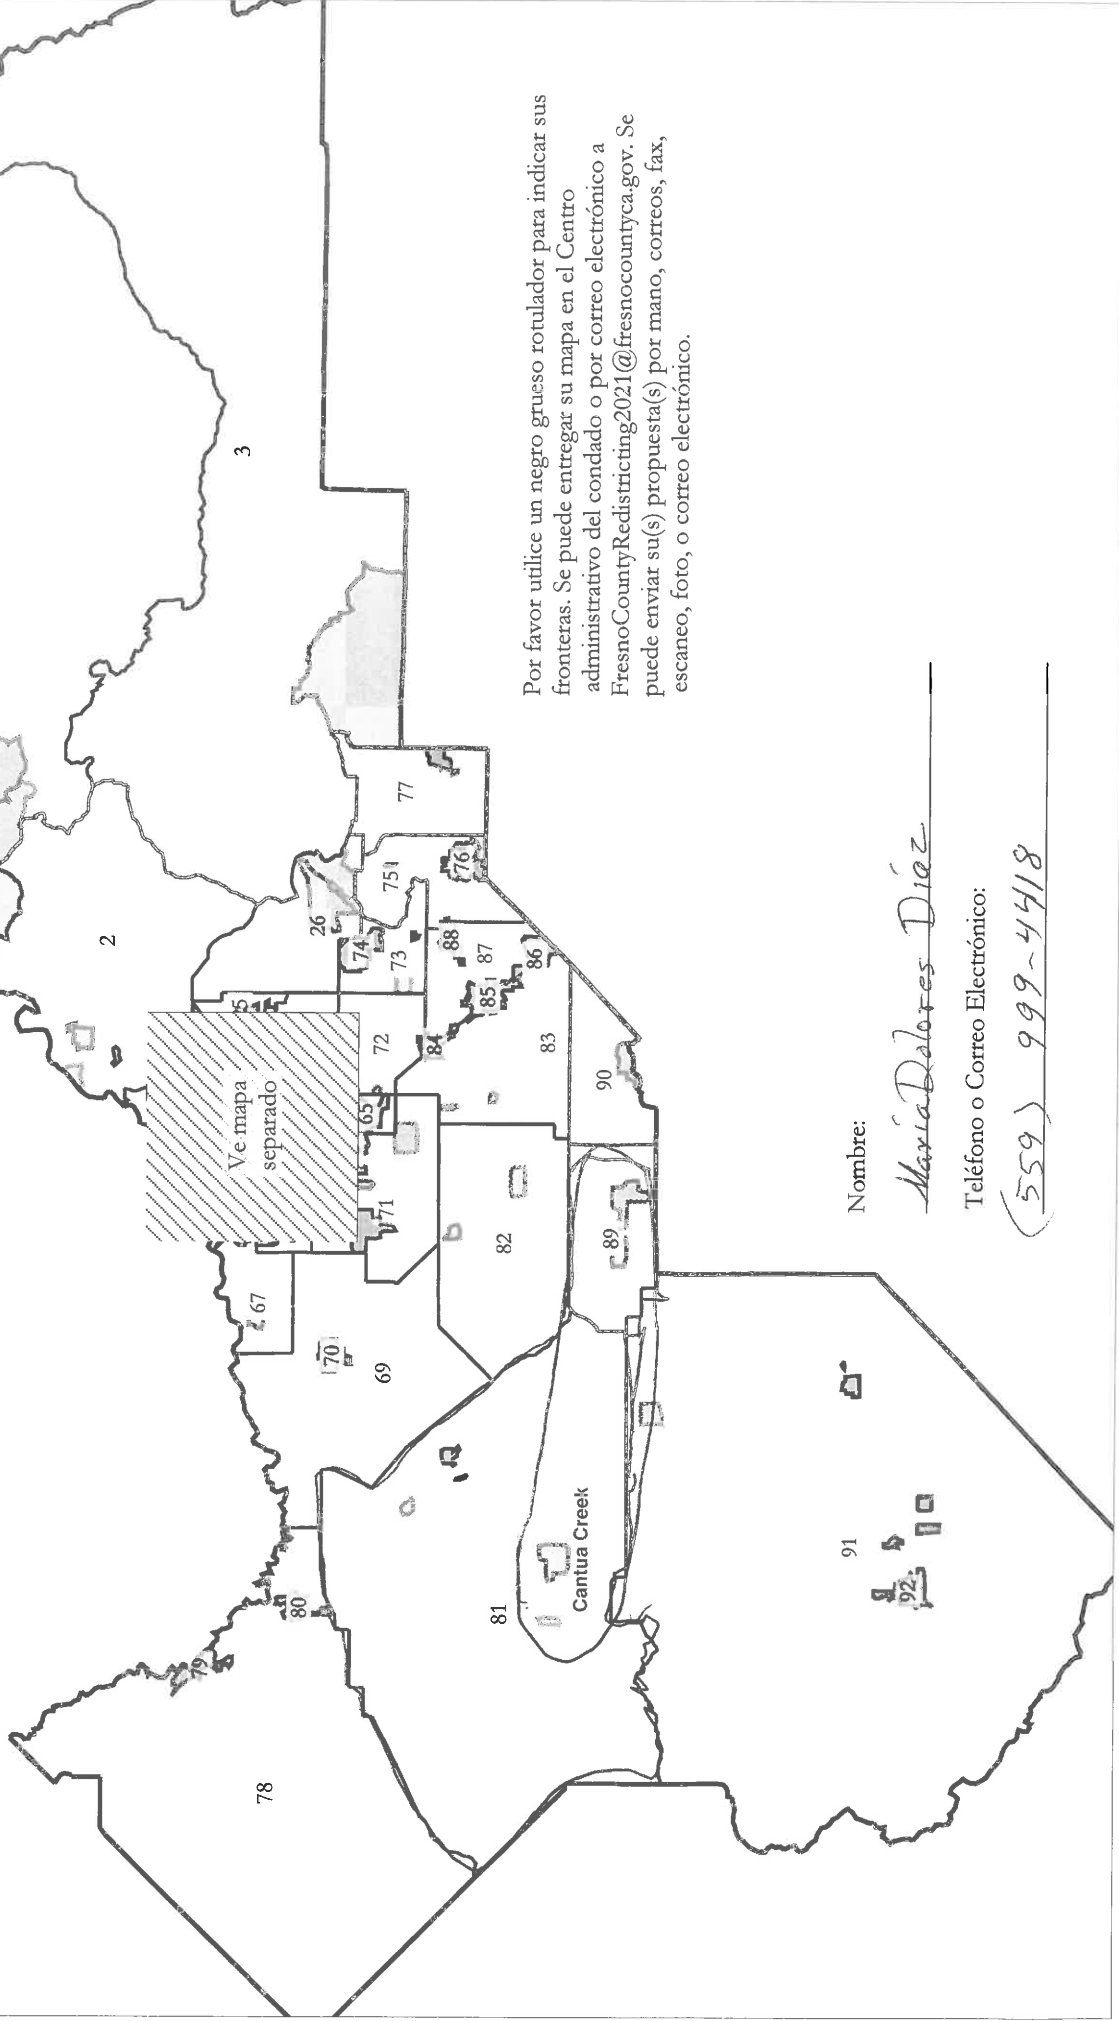 3
2
Por favor utilice un negro grueso rotulador para indicar sus
fronteras. Se puede entregar su mapa en el Centro
administrativo del condado o por correo electrónico a
FresnoCountyRedistricting2021@fresnocountyca.gov. Se
puede enviar su(s) propuesta(s) por mano, correos, fax,
escaneo, foto, o correo electrónico.
77
76
75
26
74
73
88
87
86
85
84
83
72
90
Ve mapa
separado
65
71
82
89
67
70
69
Cantua Creek
81
80
79
78
91
92
Nombre:
María Dolores Díaz
Teléfono o Correo Electrónico:
(559) 999-4418